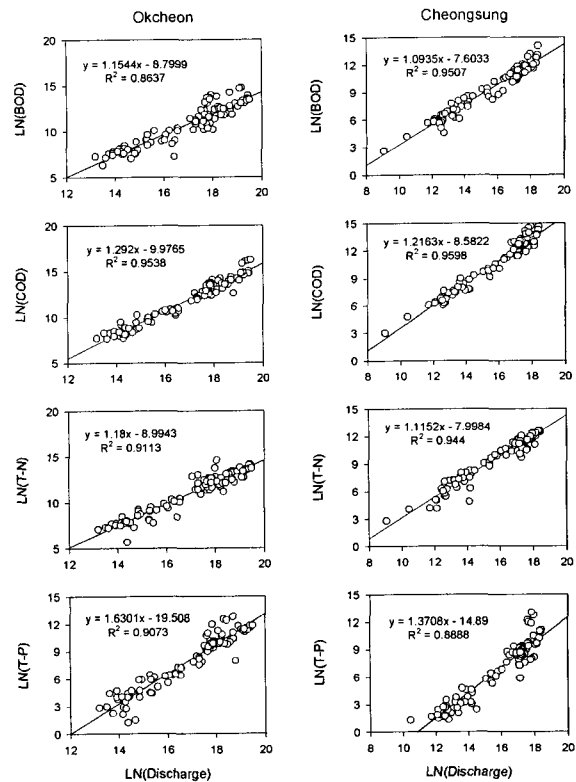 Okcheon
Cheongsung
LN(BOD)
20
15
10
5
y = 1.1544x - 8.7999
R² = 0.8637
12 14 16 18 20
LN(BOD)
15
12
9
6
3
0
y = 1.0935x - 7.6033
R² = 0.9507
8 10 12 14 16 18 20
LN(COD)
20
15
10
5
y = 1.292x - 9.9765
R² = 0.9538
12 14 16 18 20
LN(COD)
15
12
9
6
3
0
y = 1.2163x - 8.5822
R² = 0.9598
8 10 12 14 16 18 20
LN(T-N)
20
15
10
5
y = 1.18x - 8.9943
R² = 0.9113
12 14 16 18 20
LN(T-N)
15
12
9
6
3
0
y = 1.1152x - 7.9984
R² = 0.944
8 10 12 14 16 18 20
LN(T-P)
15
12
9
6
3
0
y = 1.6301x - 19.508
R² = 0.9073
12 14 16 18 20
LN(Discharge)
LN(T-P)
15
12
9
6
3
0
y = 1.3708x - 14.89
R² = 0.8888
8 10 12 14 16 18 20
LN(Discharge)